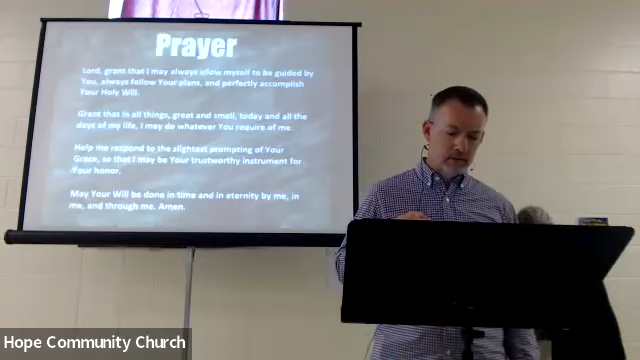 Prayer
Lord, grant that I may always allow myself to be guided by
You, always follow Your plans, and perfectly accomplish
Your Holy Will.
Grant that in all things, great and small, today and all the
days of my life, I may do whatever You require of me.
Help me respond to the slightest prompting of Your
Grace, so that I may be Your trustworthy instrument for
Your honor.
May Your Will be done in time and in eternity by me, in
me, and through me. Amen.
Hope Community Church